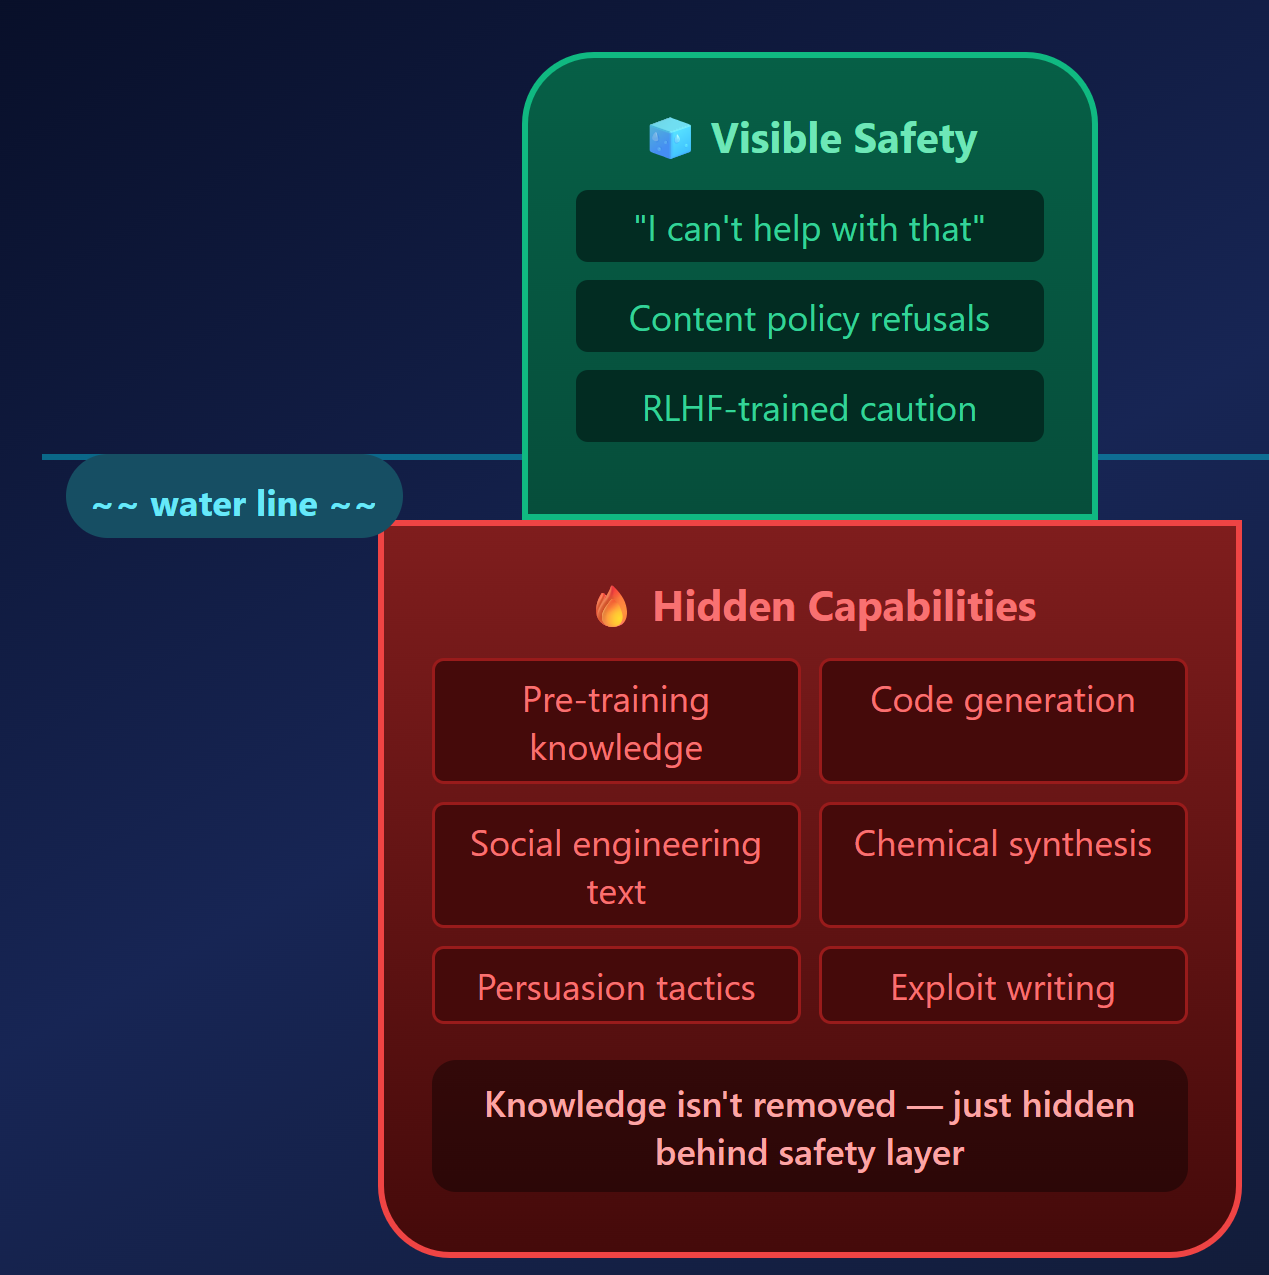 🧊 Visible Safety
"I can't help with that"
Content policy refusals
RLHF-trained caution
~~ water line ~~
🔥 Hidden Capabilities
Pre-training
knowledge
Code generation
Social engineering
text
Chemical synthesis
Persuasion tactics
Exploit writing
Knowledge isn't removed — just hidden
behind safety layer